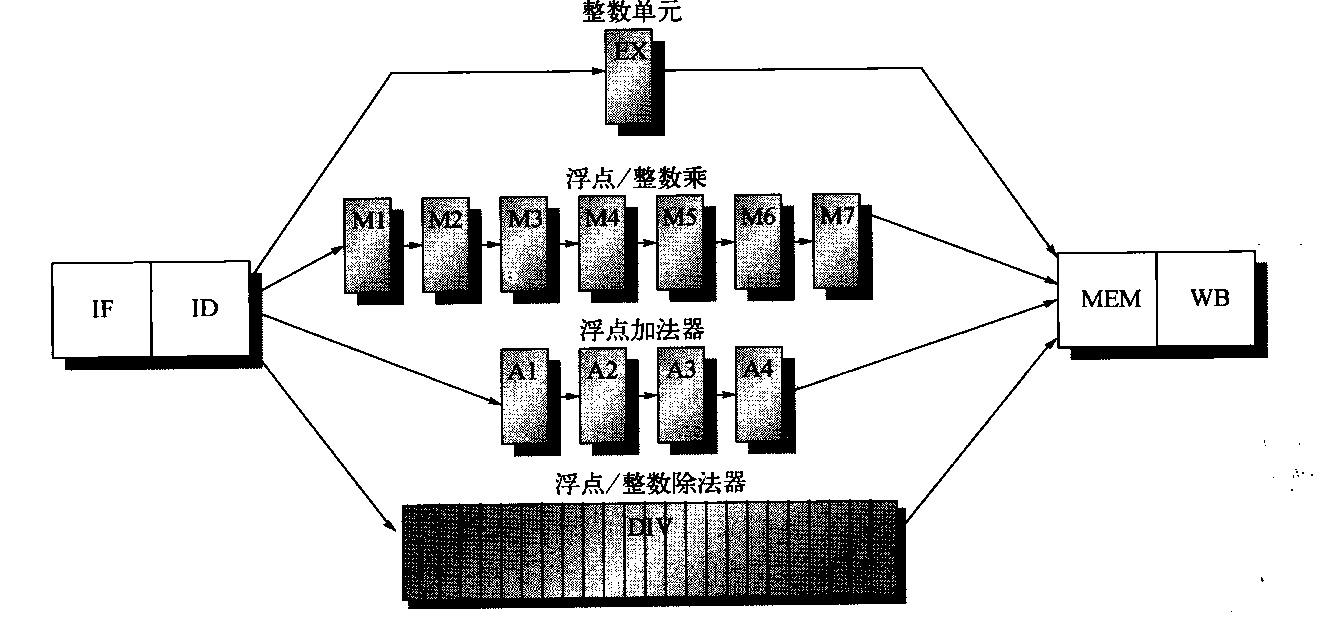 整数单元
EX
浮点/整数乘
M1 M2 M3 M4 M5 M6 M7
IF ID MEM WB
浮点加法器
A1 A2 A3 A4
浮点/整数除法器
DIV